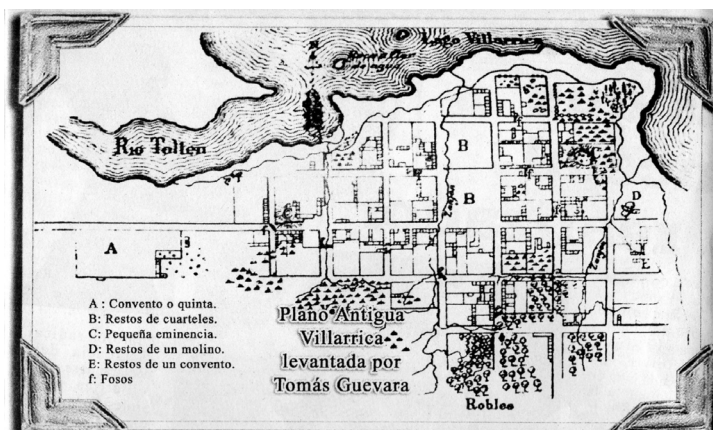 Lago Villarrica
Rio Tolten
B
B
D
E
A
Zanjon
A : Convento o quinta.
B: Restos de cuarteles.
C: Pequeña eminencia.
D: Restos de un molino.
E: Restos de un convento.
f: Fosos
Plano Antigua
Villarrica
levantada por
Tomás Guevara
Robles